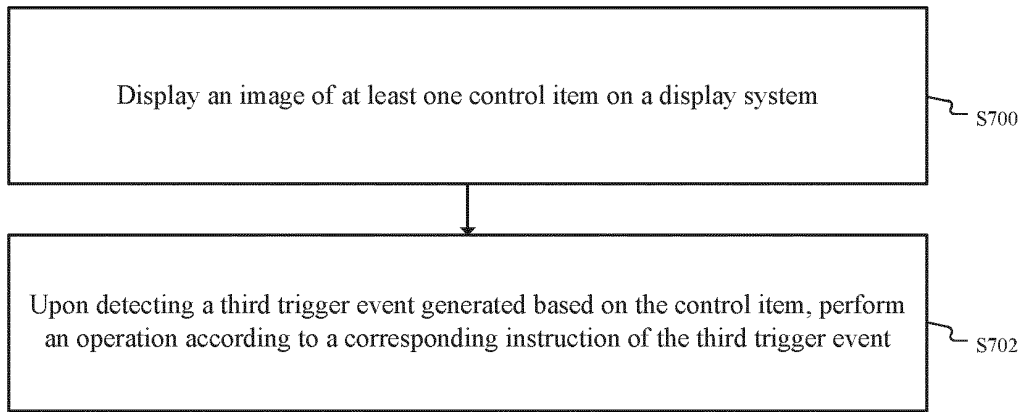 Display an image of at least one control item on a display system
S700
Upon detecting a third trigger event generated based on the control item, perform
an operation according to a corresponding instruction of the third trigger event
S702